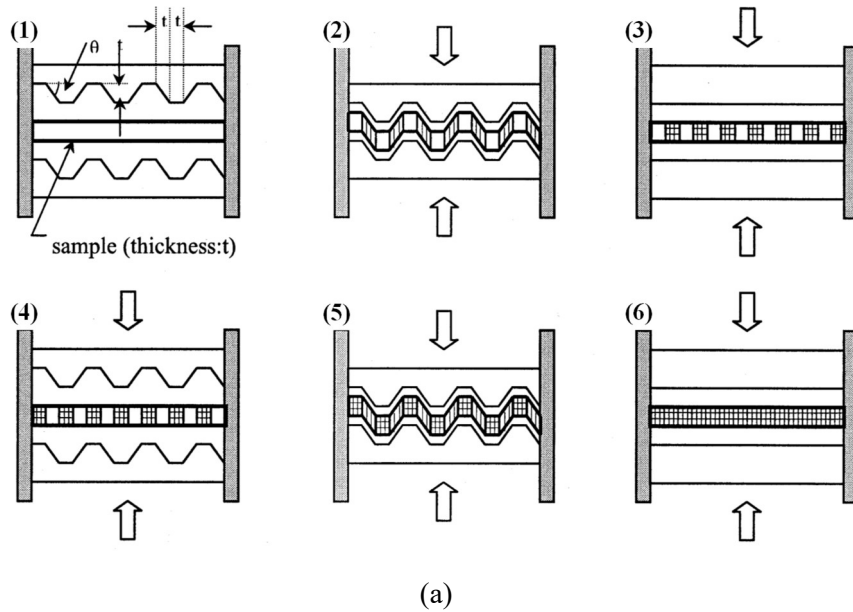 (1) θ t t t
(2)
(3)
sample (thickness:t)
(4)
(5)
(6)
(a)